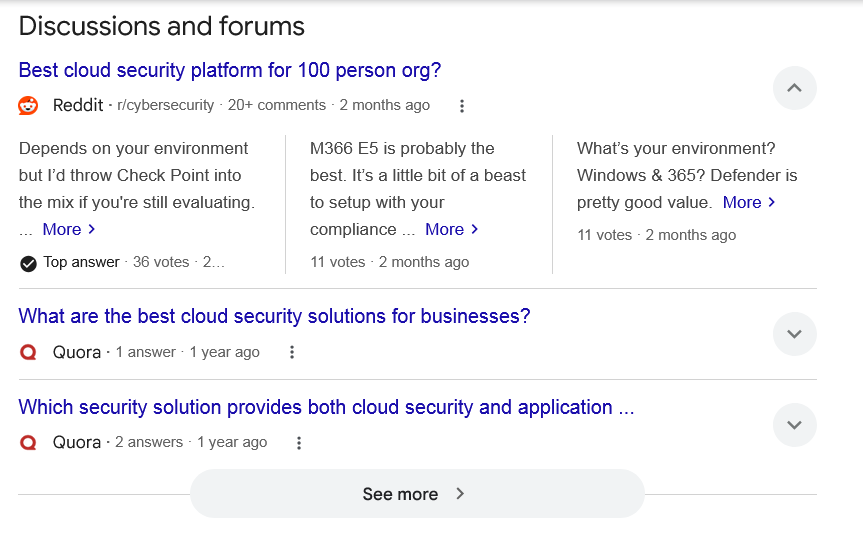 Discussions and forums
Best cloud security platform for 100 person org?
Reddit · r/cybersecurity · 20+ comments · 2 months ago
Depends on your environment
but I’d throw Check Point into
the mix if you're still evaluating.
... More
Top answer · 36 votes · 2...
M366 E5 is probably the
best. It’s a little bit of a beast
to setup with your
compliance ... More
11 votes · 2 months ago
What’s your environment?
Windows & 365? Defender is
pretty good value. More
11 votes · 2 months ago
What are the best cloud security solutions for businesses?
Quora · 1 answer · 1 year ago
Which security solution provides both cloud security and application ...
Quora · 2 answers · 1 year ago
See more